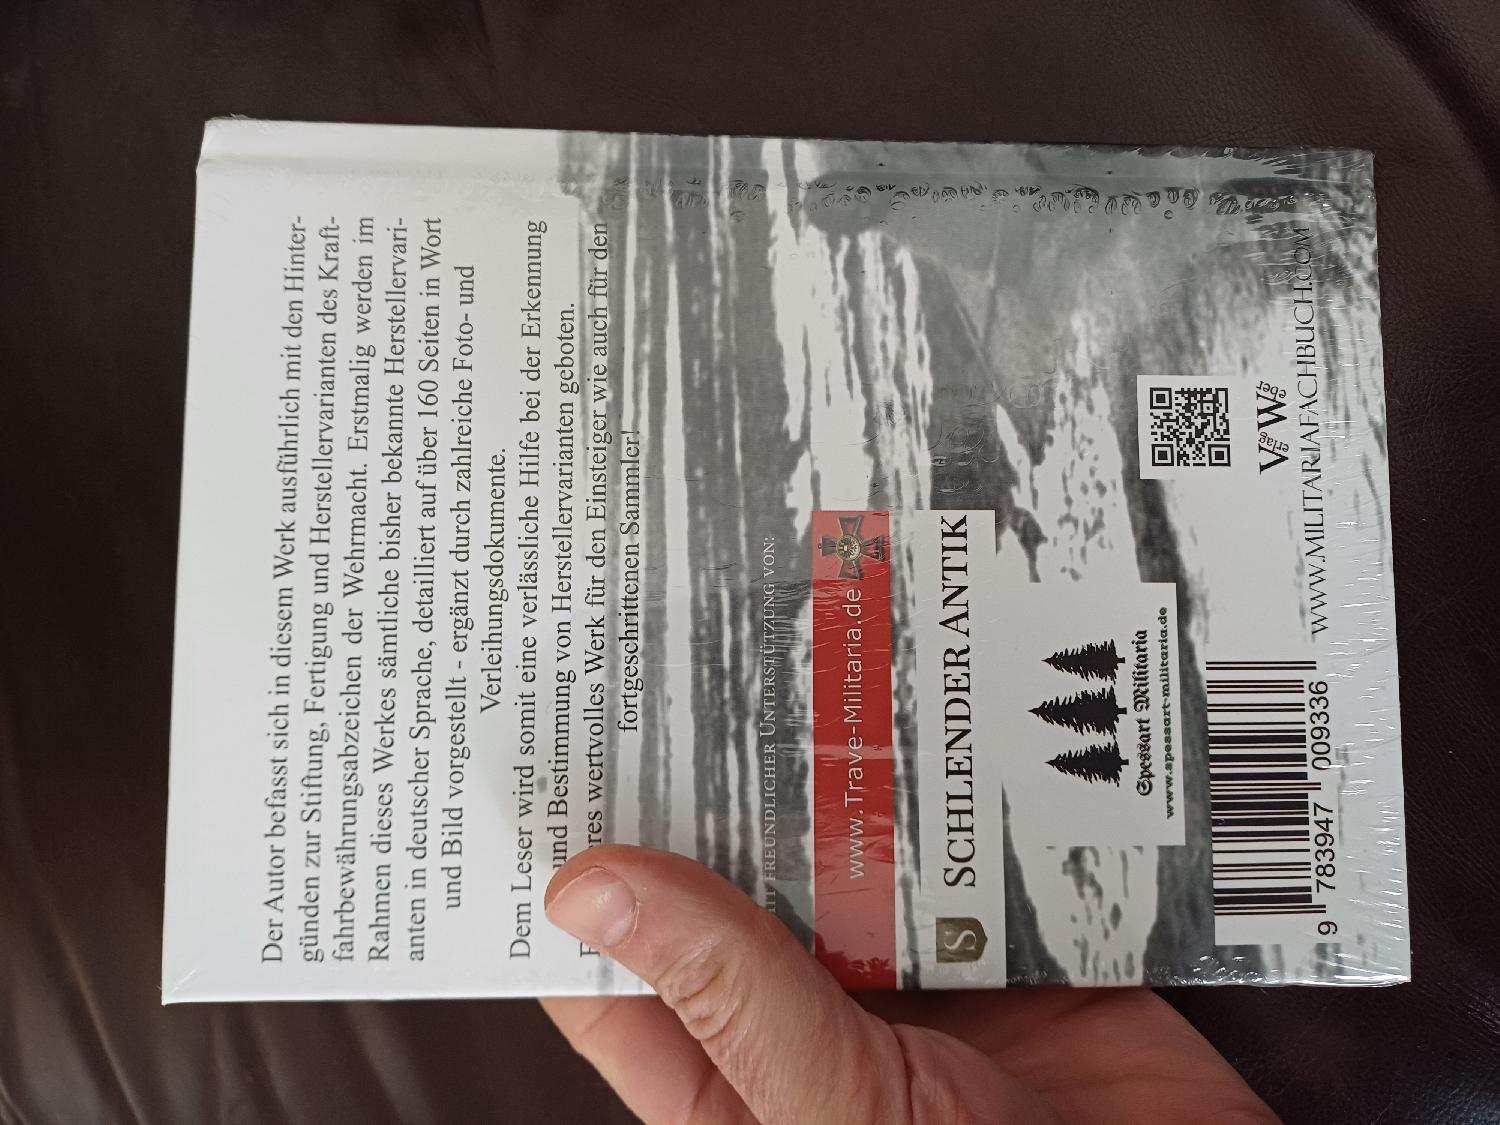 Der Autor befasst sich in diesem Werk ausführlich mit den Hinter-
günden zur Stiftung, Fertigung und Herstellervarianten des Kraft-
fahrbewährungsabzeichen der Wehrmacht. Erstmalig werden im
Rahmen dieses Werkes sämtliche bisher bekannte Herstellervari-
anten in deutscher Sprache, detailliert auf über 160 Seiten in Wort
und Bild vorgestellt - ergänzt durch zahlreiche Foto- und
Verleihungsdokumente.
Dem Leser wird somit eine verlässliche Hilfe bei der Erkennung
und Bestimmung von Herstellervarianten geboten.
wertvolles Werk für den Einsteiger wie auch für den
fortgeschrittenen Sammler!
FREUNDLICHER UNTERSTÜTZUNG VON:
www.Trave-Militaria.de
S SCHLENDER ANTIK
Spessart Militaria
www.spessart-militaria.de
Verlag Weber
9 783947 009336
WWW.MILITARIAFACHBUCH.COM